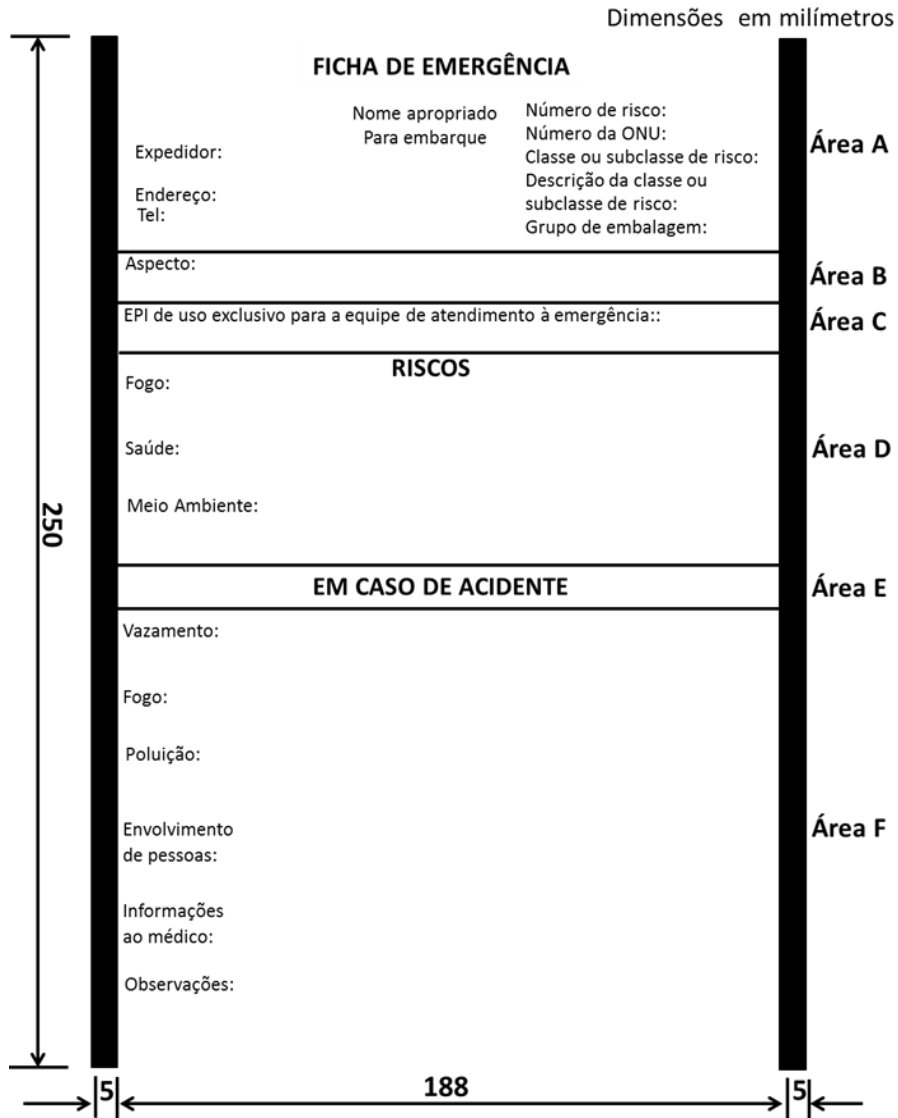 Dimensões em milímetros
FICHA DE EMERGÊNCIA
Nome apropriado
Para embarque
Expedidor:
Endereço:
Tel:
Número de risco:
Número da ONU:
Classe ou subclasse de risco:
Descrição da classe ou
subclasse de risco:
Grupo de embalagem:
Área A
Aspecto:
Área B
EPI de uso exclusivo para a equipe de atendimento à emergência::
Área C
RISCOS
Fogo:
Saúde:
Área D
Meio Ambiente:
250
EM CASO DE ACIDENTE
Área E
Vazamento:
Fogo:
Poluição:
Envolvimento
de pessoas:
Área F
Informações
ao médico:
Observações:
5
188
5